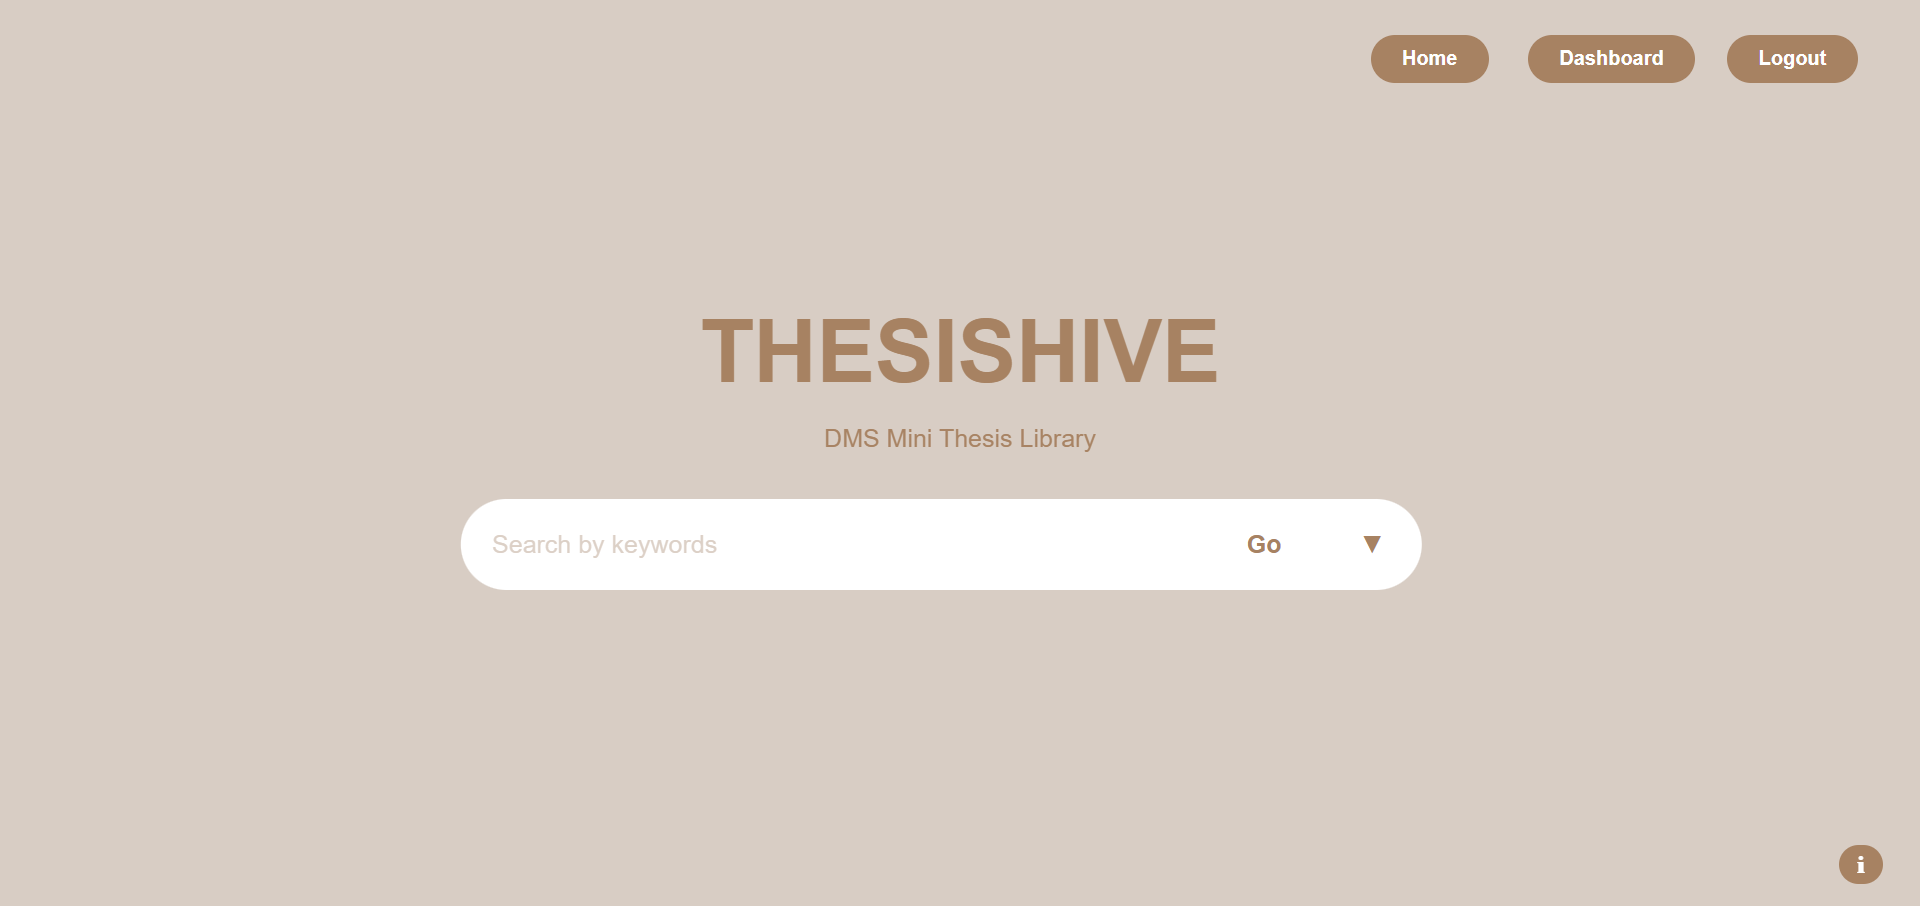 Home Dashboard Logout
THESISHIVE
DMS Mini Thesis Library
Search by keywords Go ▼
i